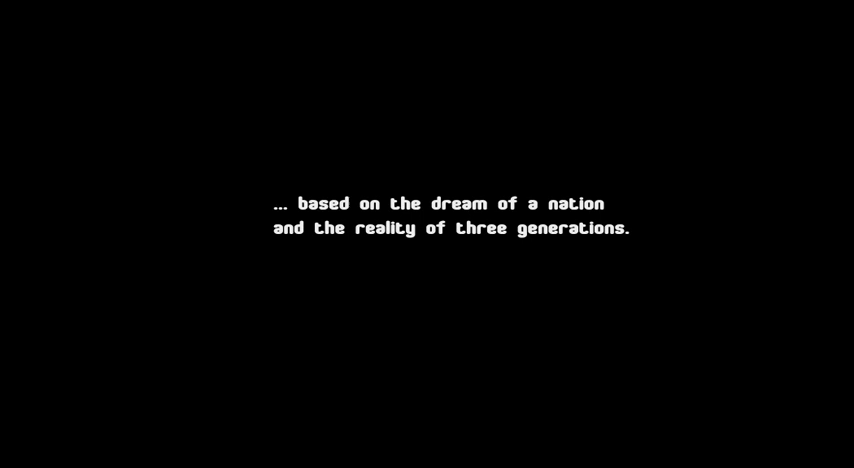 ... based on the dream of a nation
and the reality of three generations.